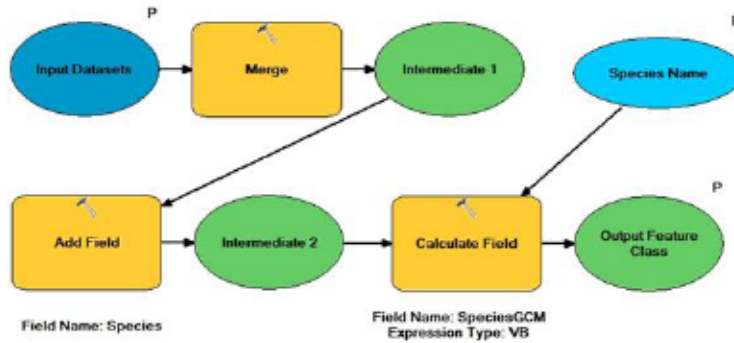 P
Input Datasets
Merge
Intermediate 1
Species Name
Add Field
Intermediate 2
Calculate Field
P
Output Feature
Class
Field Name: Species
Field Name: SpeciesGCM
Expression Type: VB